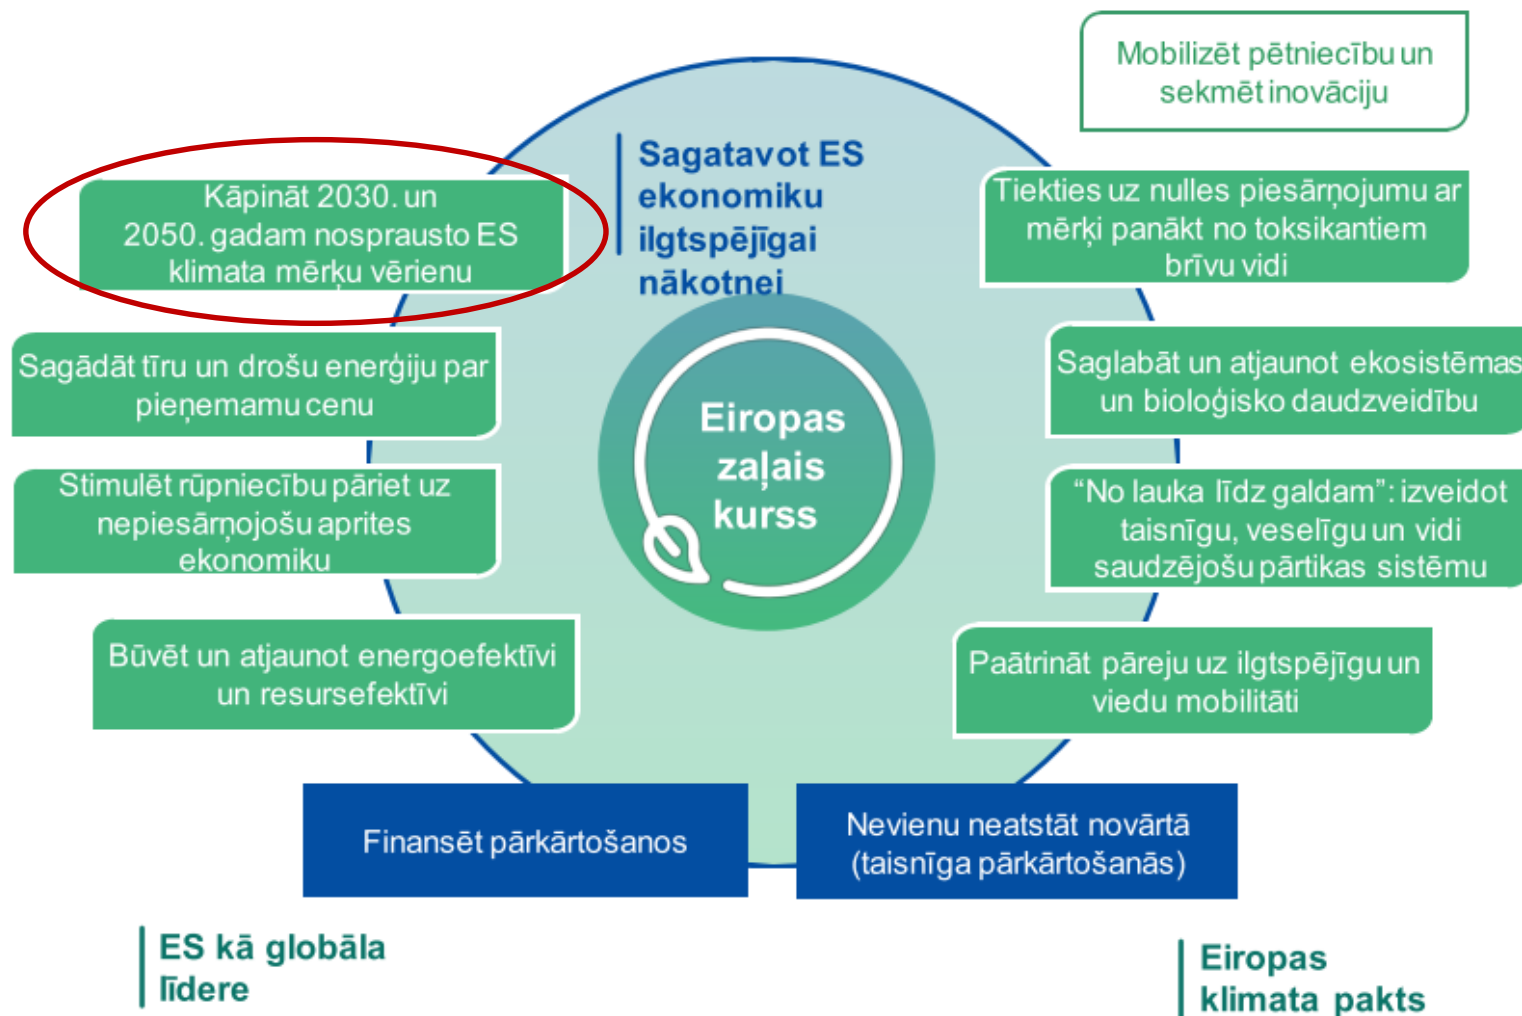 Mobilizēt pētniecību un
sekmēt inovāciju
Sagatavot ES
ekonomiku
ilgtspējīgai
nākotnei
Kāpināt 2030. un
2050. gadam nosprausto ES
klimata mērķu vērienu
Tiekties uz nulles piesārņojumu ar
mērķi panākt no toksikantiem
brīvu vidi
Sagādāt tīru un drošu enerģiju par
pieņemamu cenu
Saglabāt un atjaunot ekosistēmas
un bioloģisko daudzveidību
Eiropas
zaļais
kurss
Stimulēt rūpniecību pāriet uz
nepiesārņojošu aprites
ekonomiku
“No lauka līdz galdam”: izveidot
taisnīgu, veselīgu un vidi
saudzējošu pārtikas sistēmu
Būvēt un atjaunot energoefektīvi
un resursefektīvi
Paātrināt pāreju uz ilgtspējīgu un
viedu mobilitāti
Finansēt pārkārtošanos
Nevienu neatstāt novārtā
(taisnīga pārkārtošanās)
ES kā globāla
līdere
Eiropas
klimata pakts